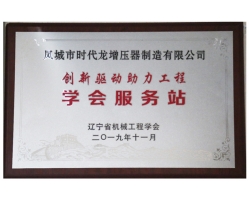 凤城市时代龙增压器制造有限公司
创新驱动助力工程
学会服务站
辽宁省机械工程学会
二〇一九年十一月